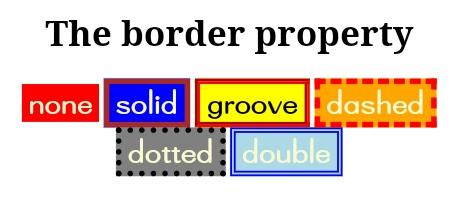 The border property
none solid groove dashed
dotted double